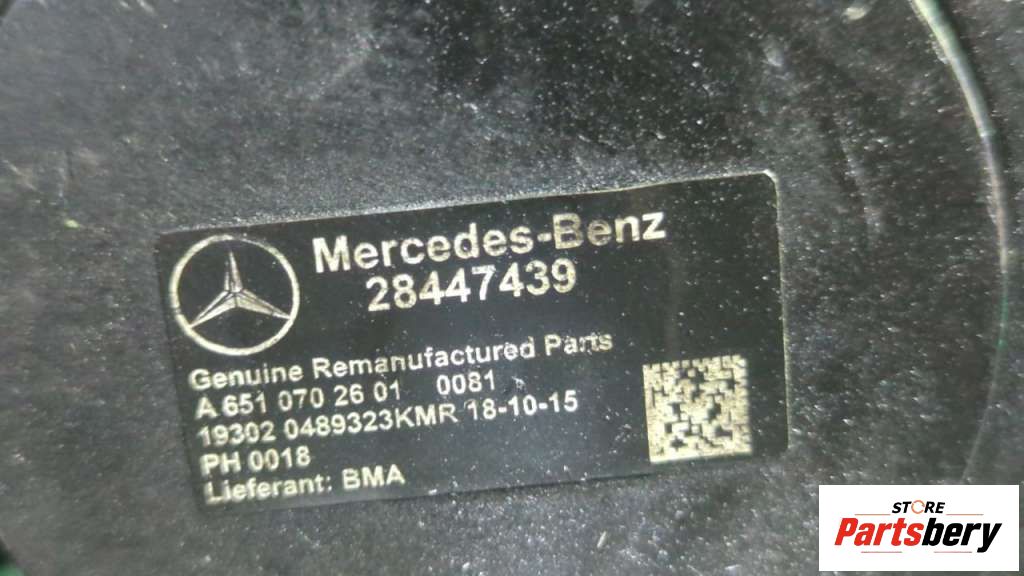 Mercedes-Benz
28447439
Genuine Remanufactured Parts
A 651 070 26 01 0081
19302 0489323KMR 18-10-15
PH 0018
Lieferant: BMA
STORE
Partsbery